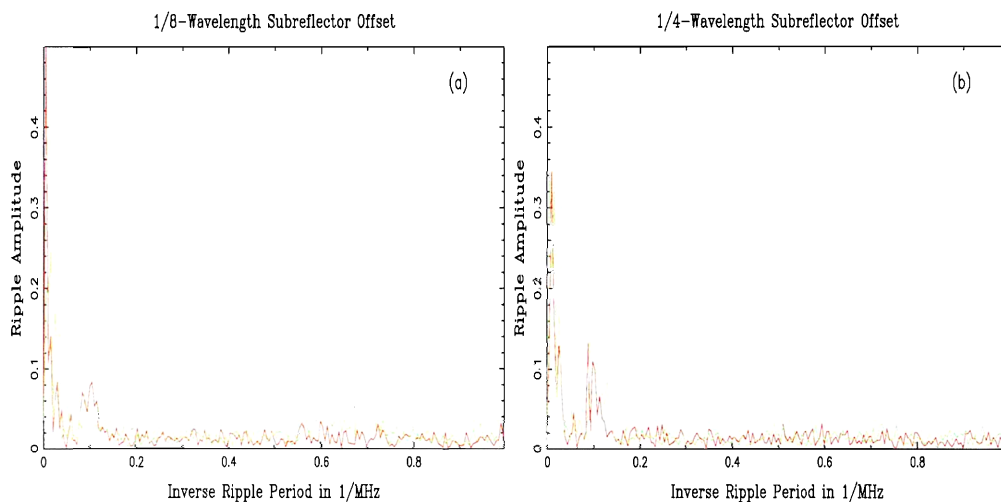 1/8-Wavelength Subreflector Offset
(a)
Ripple Amplitude
0.4
0.3
0.2
0.1
0
0 0.2 0.4 0.6 0.8
Inverse Ripple Period in 1/MHz
1/4-Wavelength Subreflector Offset
(b)
Ripple Amplitude
0.4
0.3
0.2
0.1
0
0 0.2 0.4 0.6 0.8
Inverse Ripple Period in 1/MHz